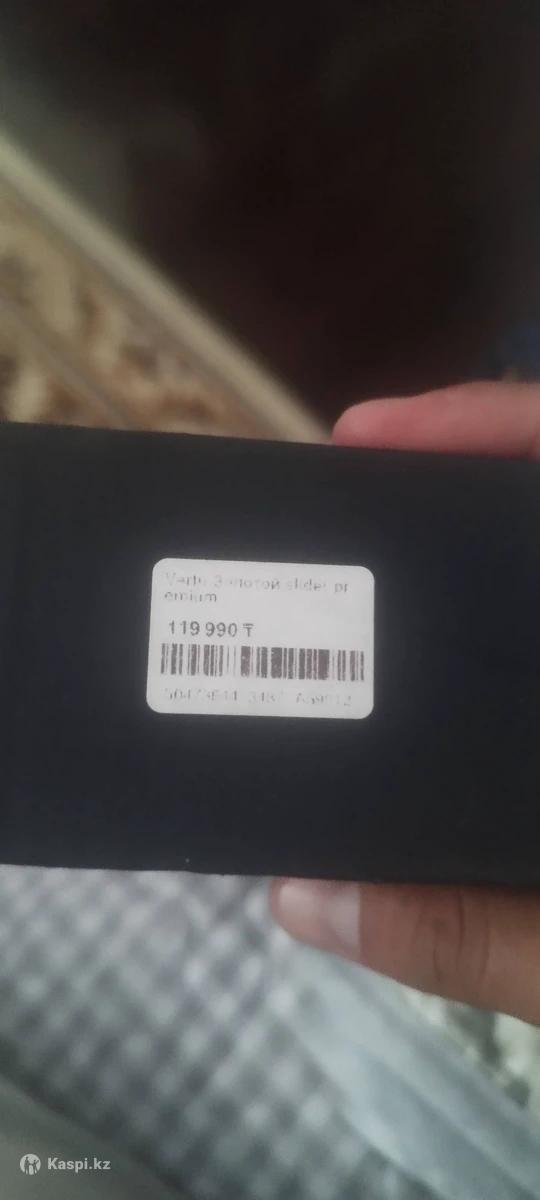 Vertu Золотой slider pr
emium
119 990 ₸
Kaspi.kz